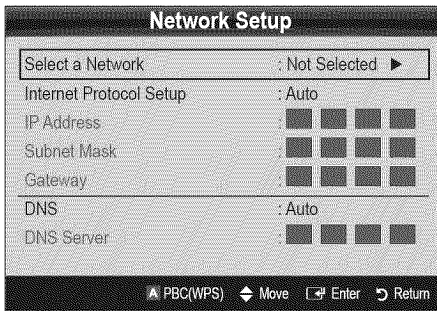 Network Setup
Select a Network : Not Selected ▶
Internet Protocol Setup : Auto
IP Address :
Subnet Mask :
Gateway :
DNS : Auto
DNS Server :
A PBC(WPS) Move Enter Return